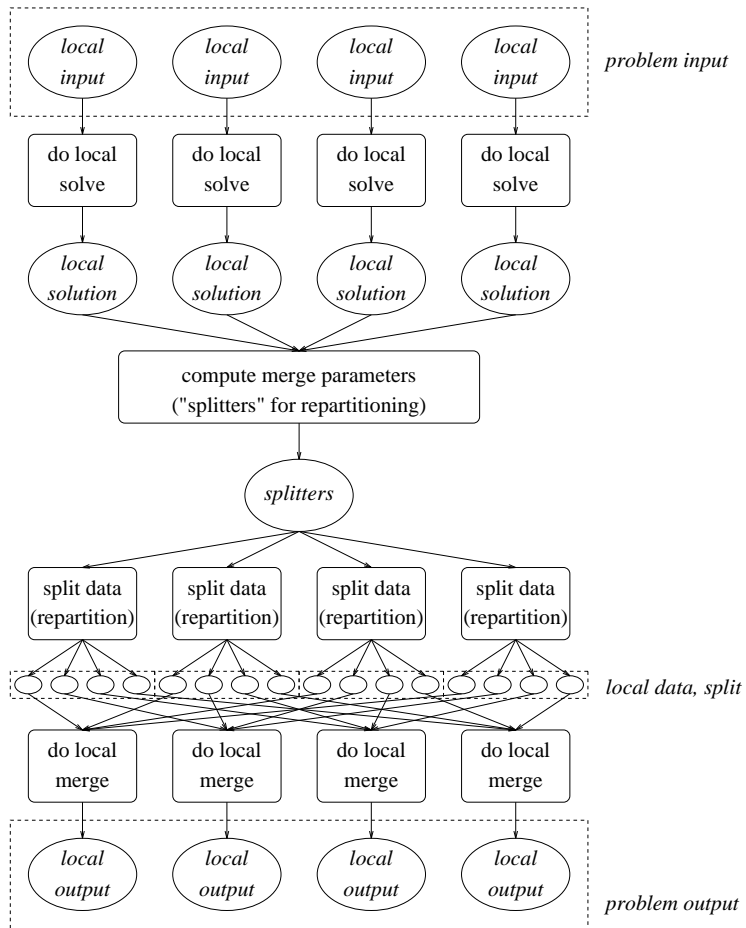 local local local local
input input input input
problem input
do local do local do local do local
solve solve solve solve
local local local local
solution solution solution solution
compute merge parameters
("splitters" for repartitioning)
splitters
split data split data split data split data
(repartition) (repartition) (repartition) (repartition)
local data, split
do local do local do local do local
merge merge merge merge
local local local local
output output output output
problem output